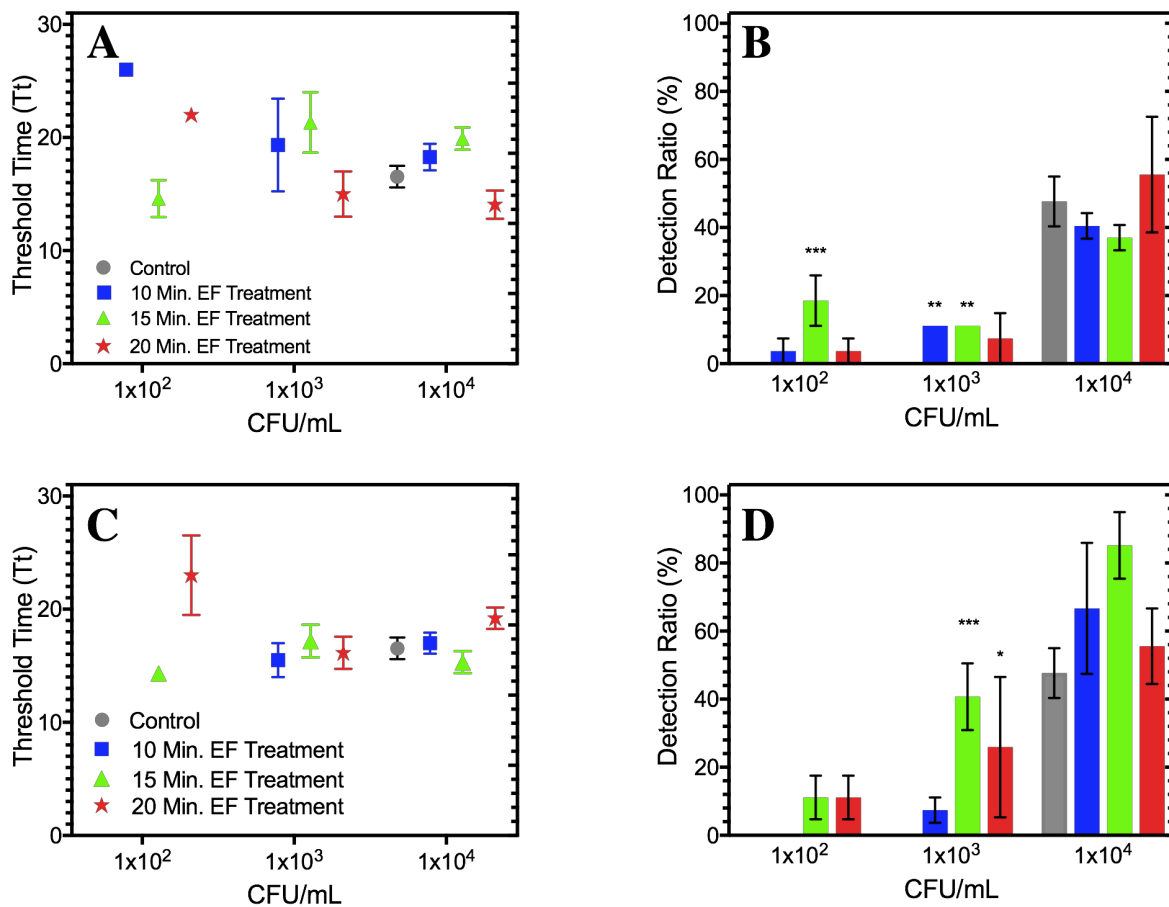 A
30
20
10
0
Threshold Time (Tt)
Control
10 Min. EF Treatment
15 Min. EF Treatment
20 Min. EF Treatment
1x10²
1x10³
1x10⁴
CFU/mL
B
100
80
60
40
20
0
Detection Ratio (%)
***
**
**
1x10²
1x10³
1x10⁴
CFU/mL
C
30
20
10
0
Threshold Time (Tt)
Control
10 Min. EF Treatment
15 Min. EF Treatment
20 Min. EF Treatment
1x10²
1x10³
1x10⁴
CFU/mL
D
100
80
60
40
20
0
Detection Ratio (%)
***
*
1x10²
1x10³
1x10⁴
CFU/mL